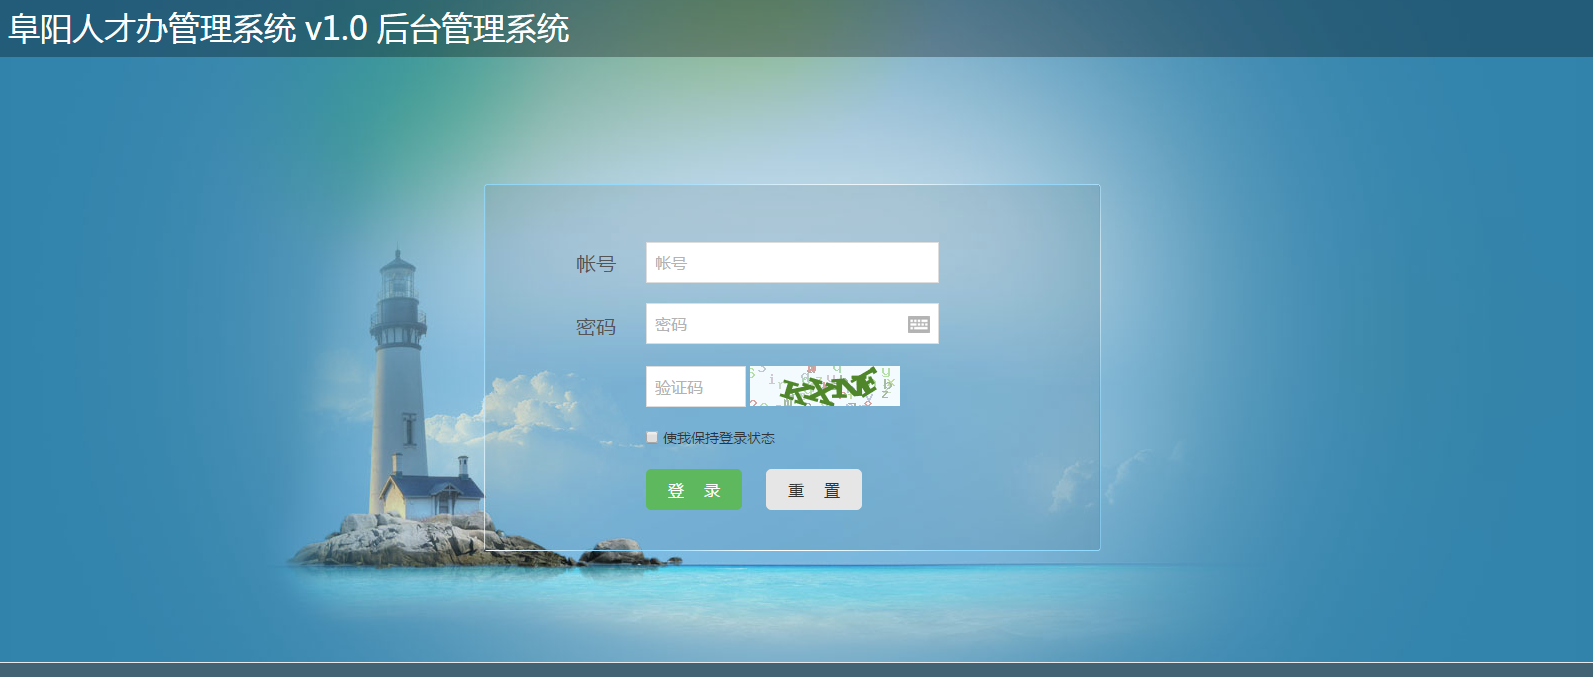 阜阳人才办管理系统 v1.0 后台管理系统
帐号 帐号
密码 密码
验证码
使我保持登录状态
登 录 重 置